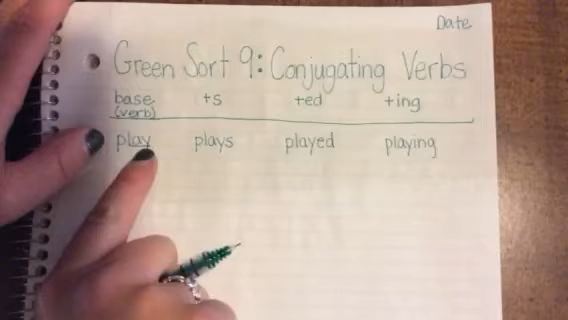 Date
Green Sort 9: Conjugating Verbs
base +s +ed +ing
(verb)
play plays played playing